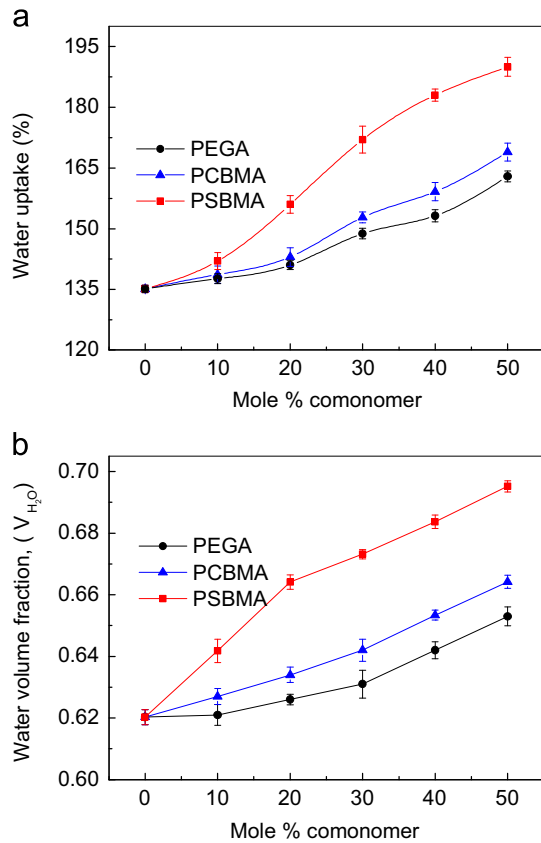 a
Water uptake (%)
195
180
165
150
135
120
PEGA
PCBMA
PSBMA
0 10 20 30 40 50
Mole % comonomer
b
Water volume fraction, ( V_H₂O)
0.70
0.68
0.66
0.64
0.62
0.60
PEGA
PCBMA
PSBMA
0 10 20 30 40 50
Mole % comonomer